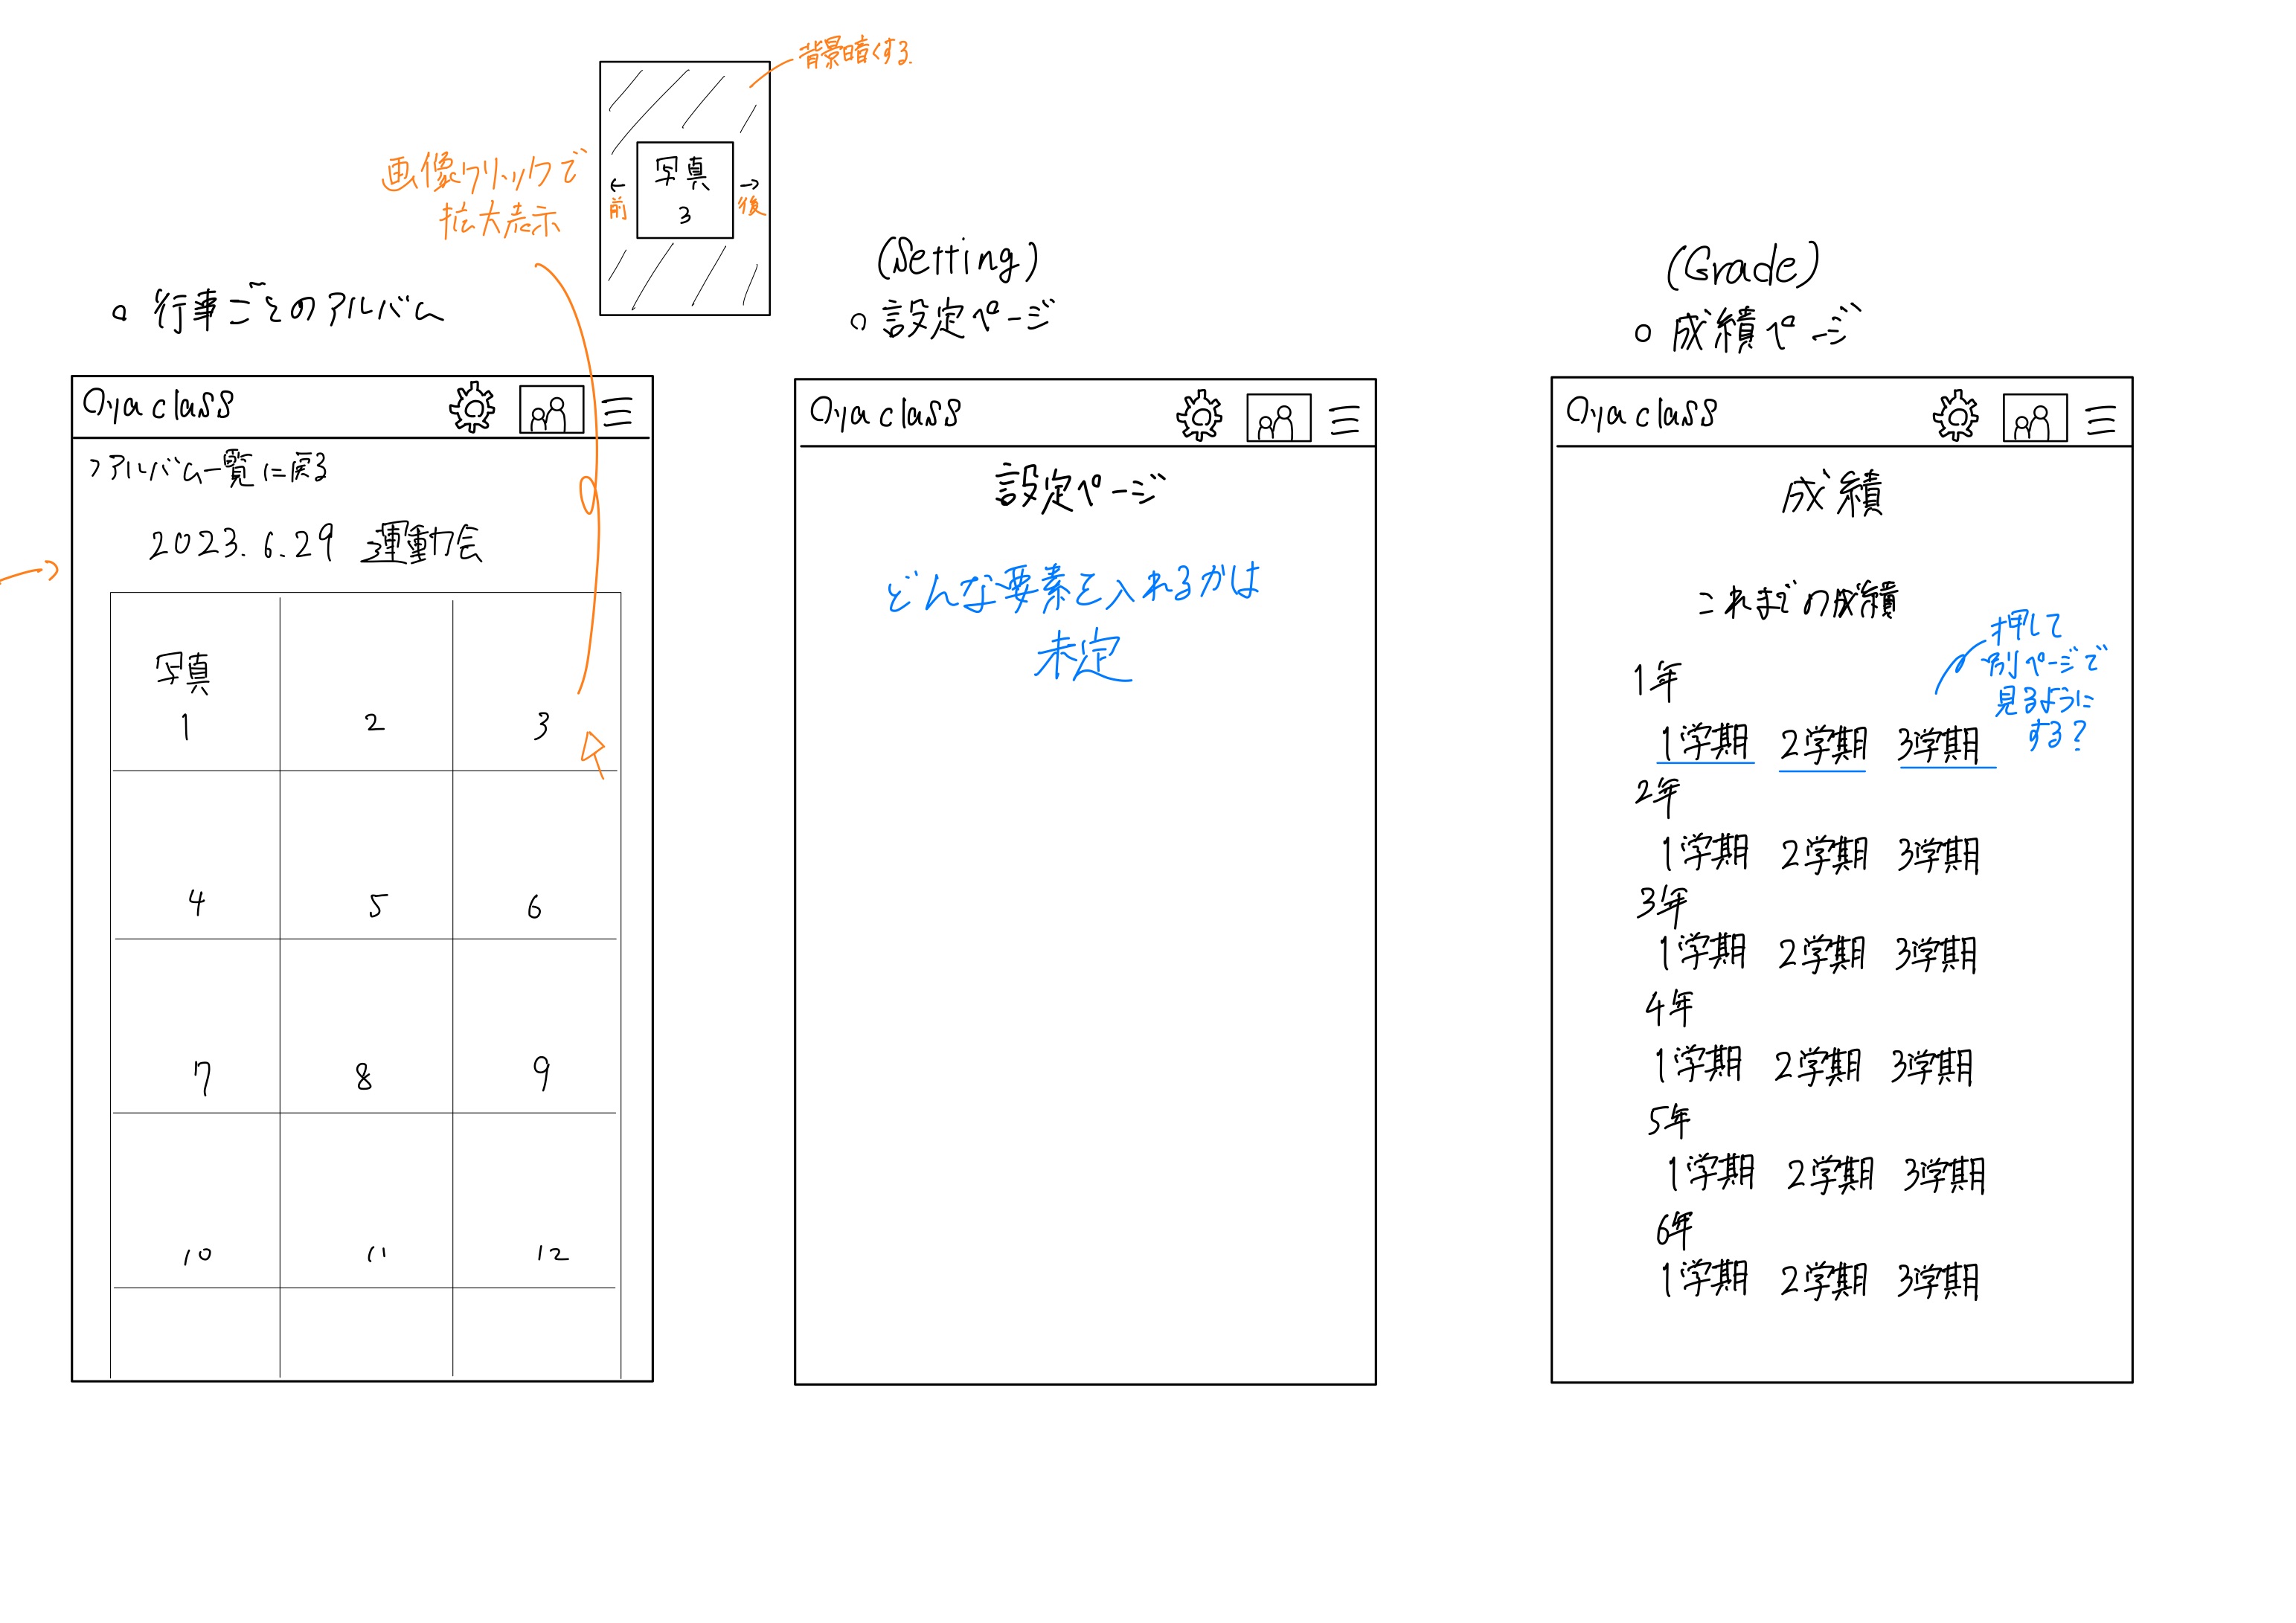 背景暗くする.
画像クリックで
拡大表示
写真
3
←
前
→
後
○ 行事ごとのアルバム
Oya class
>アルバム一覧に戻る
2023.6.29 運動会
写真
1
2
3
4
5
6
7
8
9
10
11
12
(Setting)
○ 設定ページ
Oya class
設定ページ
どんな要素を入れるかは
未定
(Grade)
○ 成績ページ
Oya class
成績
これまでの成績
押して
別ページで
見るように
する?
1年
1学期 2学期 3学期
2年
1学期 2学期 3学期
3年
1学期 2学期 3学期
4年
1学期 2学期 3学期
5年
1学期 2学期 3学期
6年
1学期 2学期 3学期